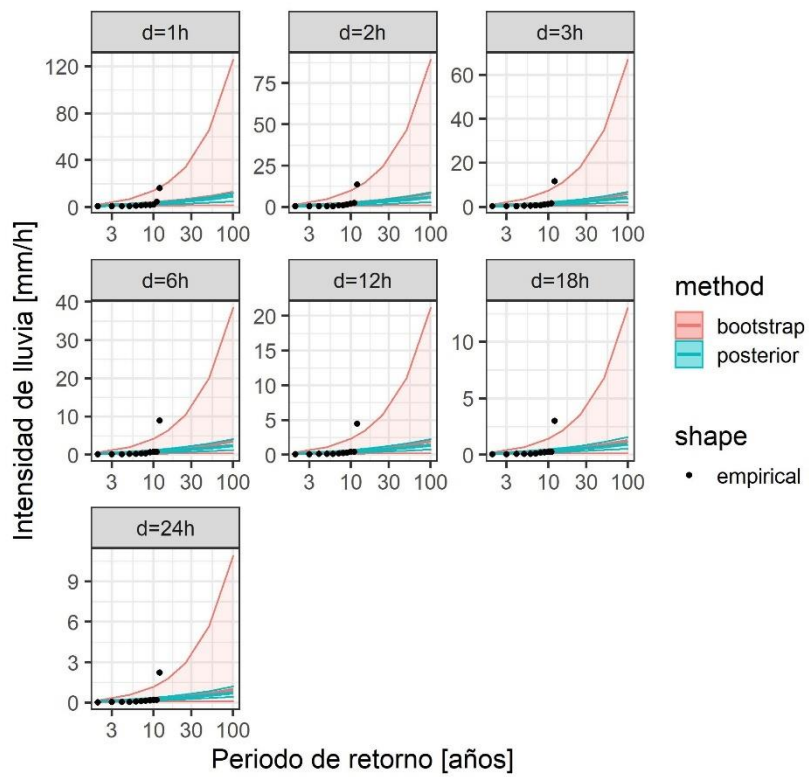 d=1h d=2h d=3h
120
80
40
0
75
50
25
0
60
40
20
0
3 10 30 100 3 10 30 100 3 10 30 100
d=6h d=12h d=18h
40
30
20
10
0
20
15
10
5
0
10
5
0
3 10 30 100 3 10 30 100 3 10 30 100
d=24h
9
6
3
0
3 10 30 100
Intensidad de lluvia [mm/h]
Periodo de retorno [años]
method
bootstrap
posterior
shape
empirical